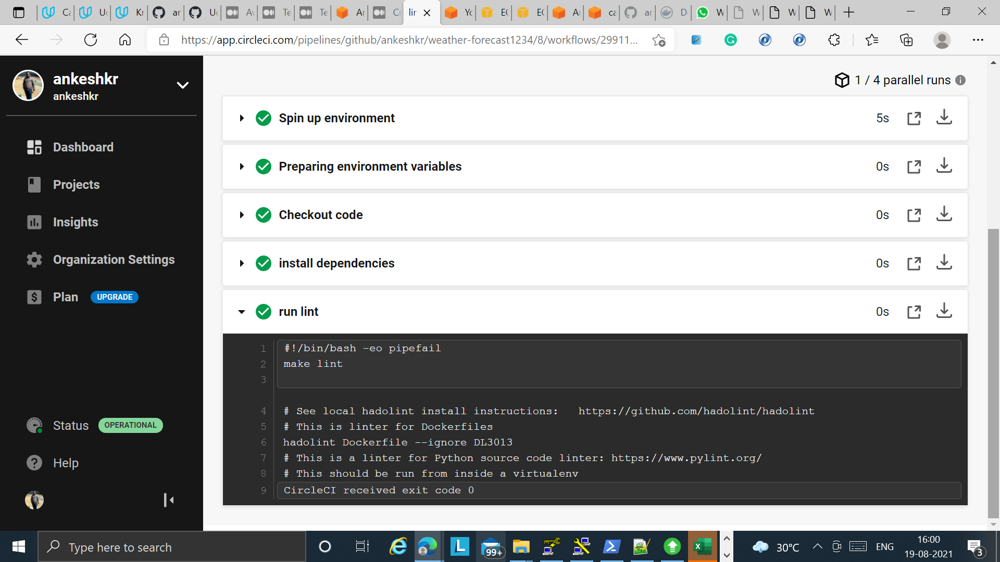 Ca
Uc
Kr
ar
Uc
Av
Te
Te
Ar
Ci
lir
Yo
EC
EC
A
ca
ar
D
W
W
W
W
https://app.circleci.com/pipelines/github/ankeshkr/weather-forecast1234/8/workflows/29911...
ankeshkr
ankeshkr
Dashboard
Projects
Insights
Organization Settings
Plan UPGRADE
Status OPERATIONAL
Help
1 / 4 parallel runs
Spin up environment 5s
Preparing environment variables 0s
Checkout code 0s
install dependencies 0s
run lint 0s
1 #!/bin/bash -eo pipefail
2 make lint
3
4 # See local hadolint install instructions:   https://github.com/hadolint/hadolint
5 # This is linter for Dockerfiles
6 hadolint Dockerfile --ignore DL3013
7 # This is a linter for Python source code linter: https://www.pylint.org/
8 # This should be run from inside a virtualenv
9 CircleCI received exit code 0
Type here to search
L
99+
30°C
ENG
16:00
19-08-2021
3